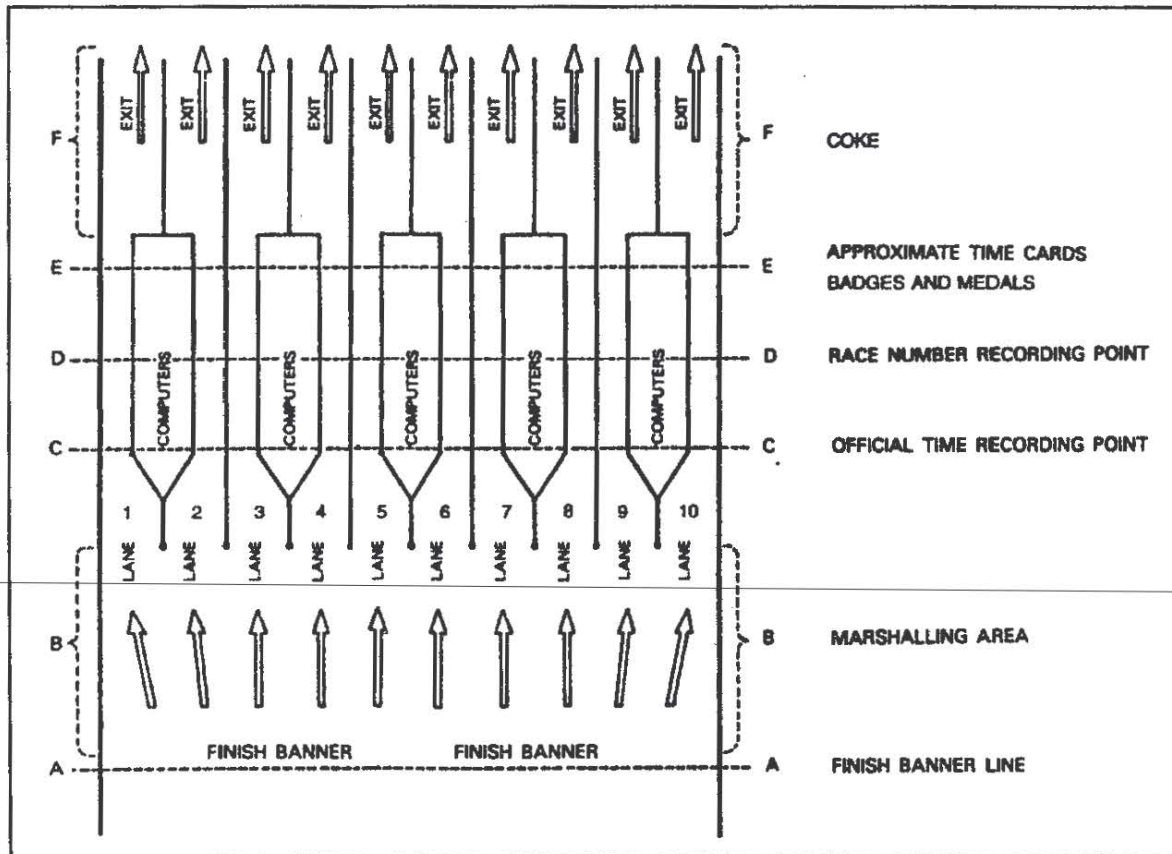 EXIT EXIT EXIT EXIT EXIT EXIT EXIT EXIT EXIT EXIT
F F COKE
E E APPROXIMATE TIME CARDS
BADGES AND MEDALS
D D RACE NUMBER RECORDING POINT
COMPUTERS COMPUTERS COMPUTERS COMPUTERS COMPUTERS
C C OFFICIAL TIME RECORDING POINT
1 2 3 4 5 6 7 8 9 10
LANE LANE LANE LANE LANE LANE LANE LANE LANE LANE
B B MARSHALLING AREA
FINISH BANNER FINISH BANNER
A A FINISH BANNER LINE